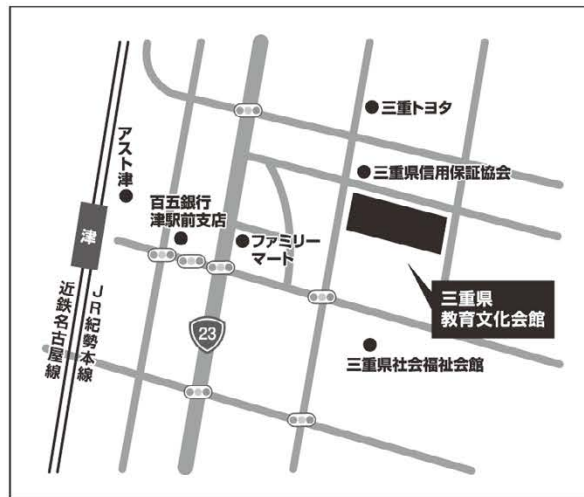 三重トヨタ
アスト津
三重県信用保証協会
百五銀行
津駅前支店
津
ファミリー
マート
三重県
教育文化会館
23
三重県社会福祉会館
JR紀勢本線
近鉄名古屋線